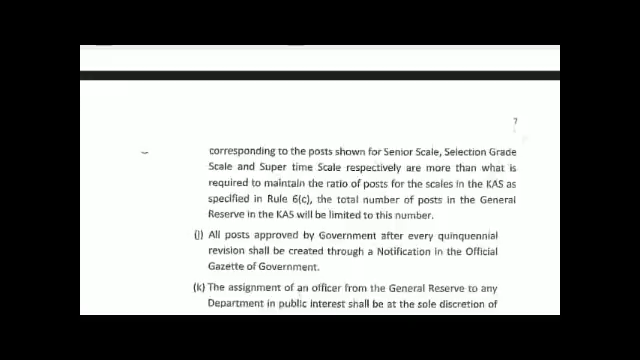 7
corresponding to the posts shown for Senior Scale, Selection Grade
Scale and Super time Scale respectively are more than what is
required to maintain the ratio of posts for the scales in the KAS as
specified in Rule 6(c), the total number of posts in the General
Reserve in the KAS will be limited to this number.
(j) All posts approved by Government after every quinquennial
revision shall be created through a Notification in the Official
Gazette of Government.
(k) The assignment of an officer from the General Reserve to any
Department in public interest shall be at the sole discretion of